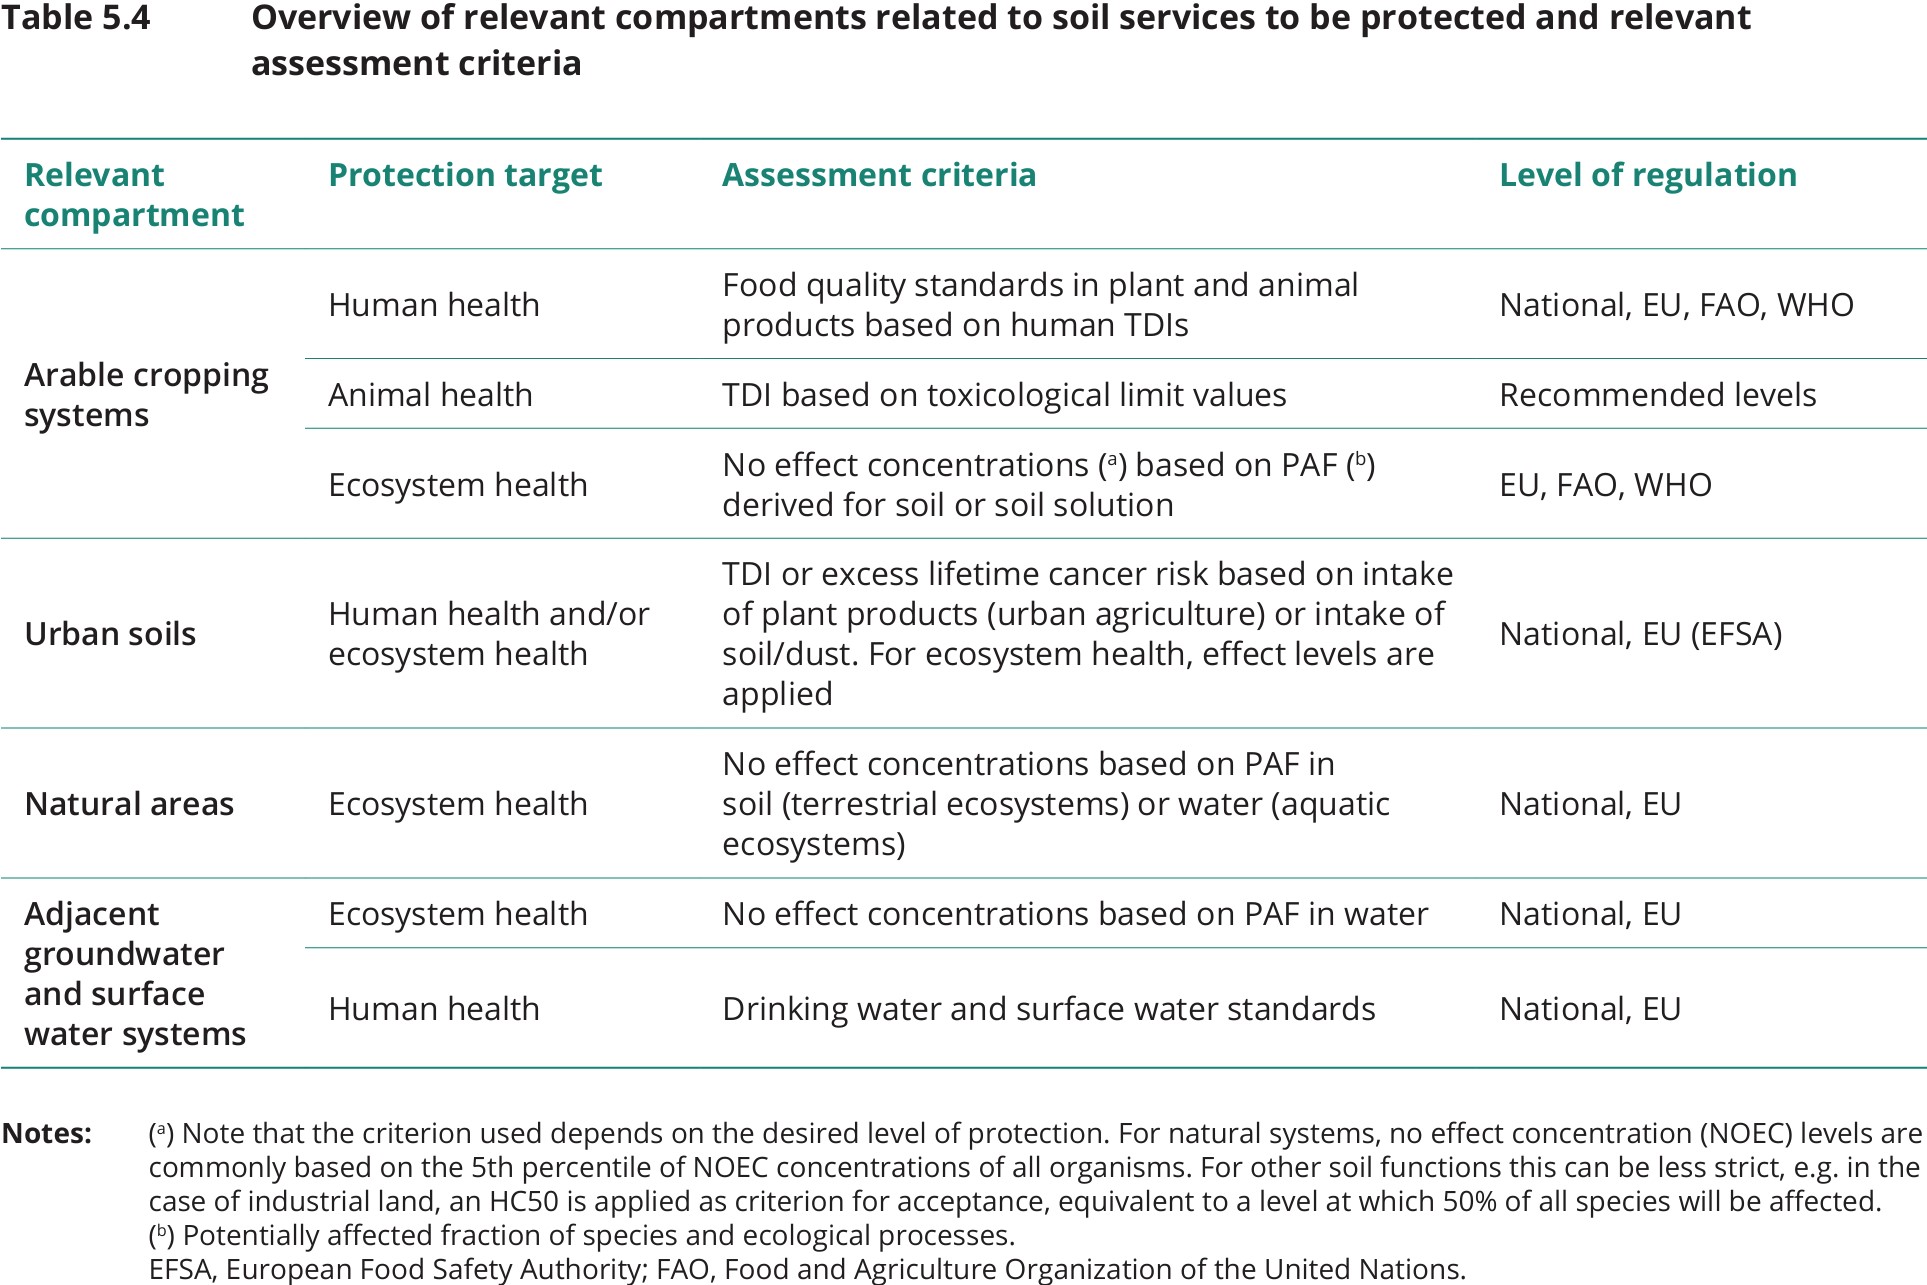 Table 5.4 Overview of relevant compartments related to soil services to be protected and relevant
assessment criteria
Relevant
compartment
Protection target
Assessment criteria
Level of regulation
Arable cropping
systems
Human health
Food quality standards in plant and animal
products based on human TDIs
National, EU, FAO, WHO
Animal health
TDI based on toxicological limit values
Recommended levels
Ecosystem health
No effect concentrations (ᵃ) based on PAF (ᵇ)
derived for soil or soil solution
EU, FAO, WHO
Urban soils
Human health and/or
ecosystem health
TDI or excess lifetime cancer risk based on intake
of plant products (urban agriculture) or intake of
soil/dust. For ecosystem health, effect levels are
applied
National, EU (EFSA)
Natural areas
Ecosystem health
No effect concentrations based on PAF in
soil (terrestrial ecosystems) or water (aquatic
ecosystems)
National, EU
Adjacent
groundwater
and surface
water systems
Ecosystem health
No effect concentrations based on PAF in water
National, EU
Human health
Drinking water and surface water standards
National, EU
Notes: (ᵃ) Note that the criterion used depends on the desired level of protection. For natural systems, no effect concentration (NOEC) levels are
commonly based on the 5th percentile of NOEC concentrations of all organisms. For other soil functions this can be less strict, e.g. in the
case of industrial land, an HC50 is applied as criterion for acceptance, equivalent to a level at which 50% of all species will be affected.
(ᵇ) Potentially affected fraction of species and ecological processes.
EFSA, European Food Safety Authority; FAO, Food and Agriculture Organization of the United Nations.